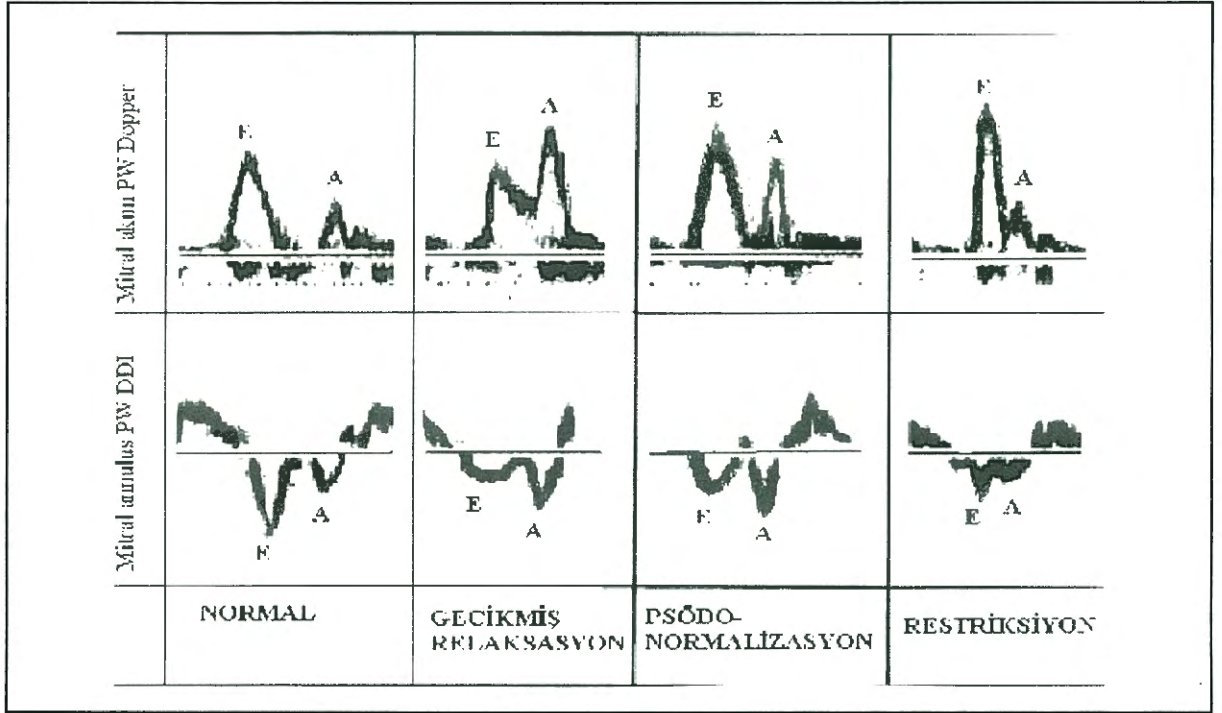 Mitral akım PW Dopper
E
A
E
A
E
A
E
A
Mitral annulus PW DDI
E
A
E
A
E
A
E
A
NORMAL
GECİKMİŞ
RELAKSASYON
PSÖDO-
NORMALİZASYON
RESTRİKSİYON